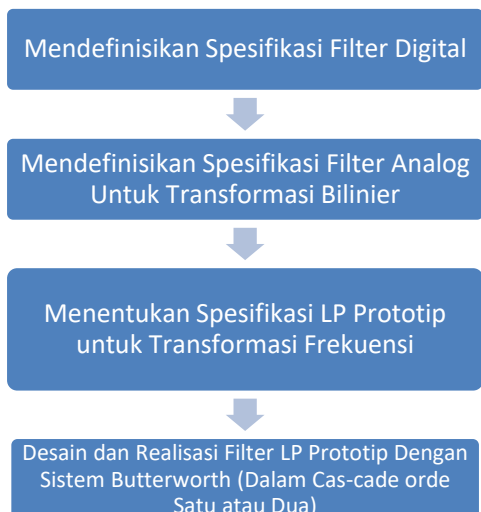 Mendefinisikan Spesifikasi Filter Digital
Mendefinisikan Spesifikasi Filter Analog
Untuk Transformasi Bilinier
Menentukan Spesifikasi LP Prototip
untuk Transformasi Frekuensi
Desain dan Realisasi Filter LP Prototip Dengan
Sistem Butterworth (Dalam Cas-cade orde
Satu atau Dua)